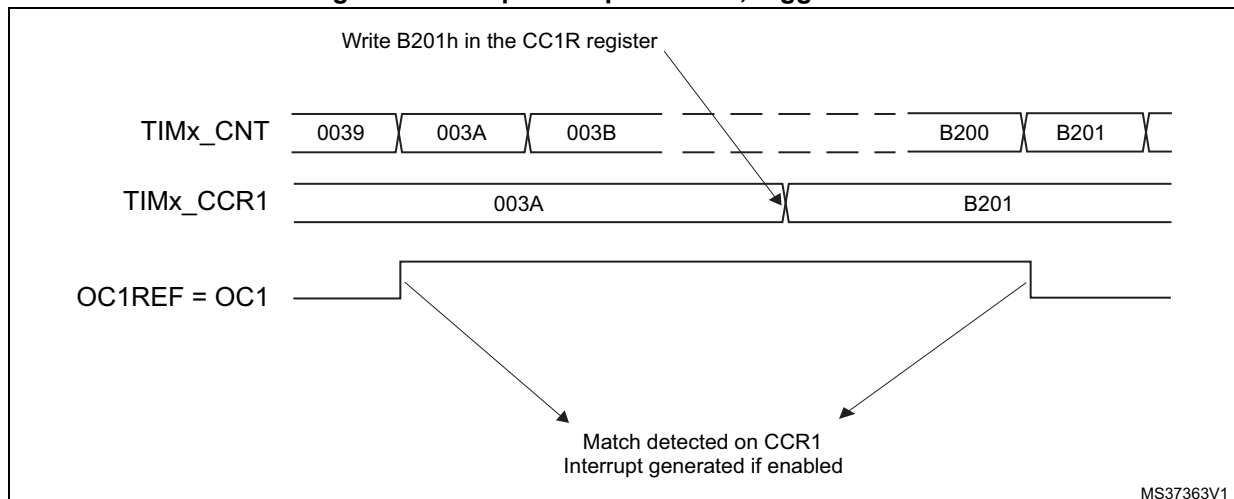 Write B201h in the CC1R register
TIMx_CNT 0039 003A 003B B200 B201
TIMx_CCR1 003A B201
OC1REF = OC1
Match detected on CCR1
Interrupt generated if enabled
MS37363V1